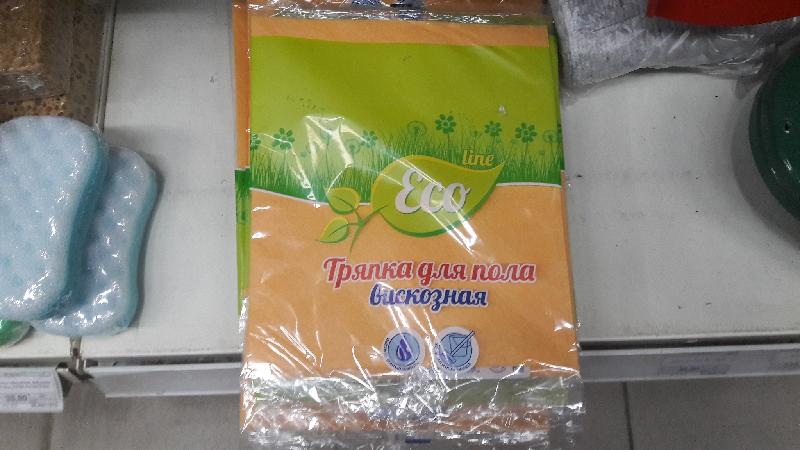 line
Eco
Тряпка для пола
вискозная